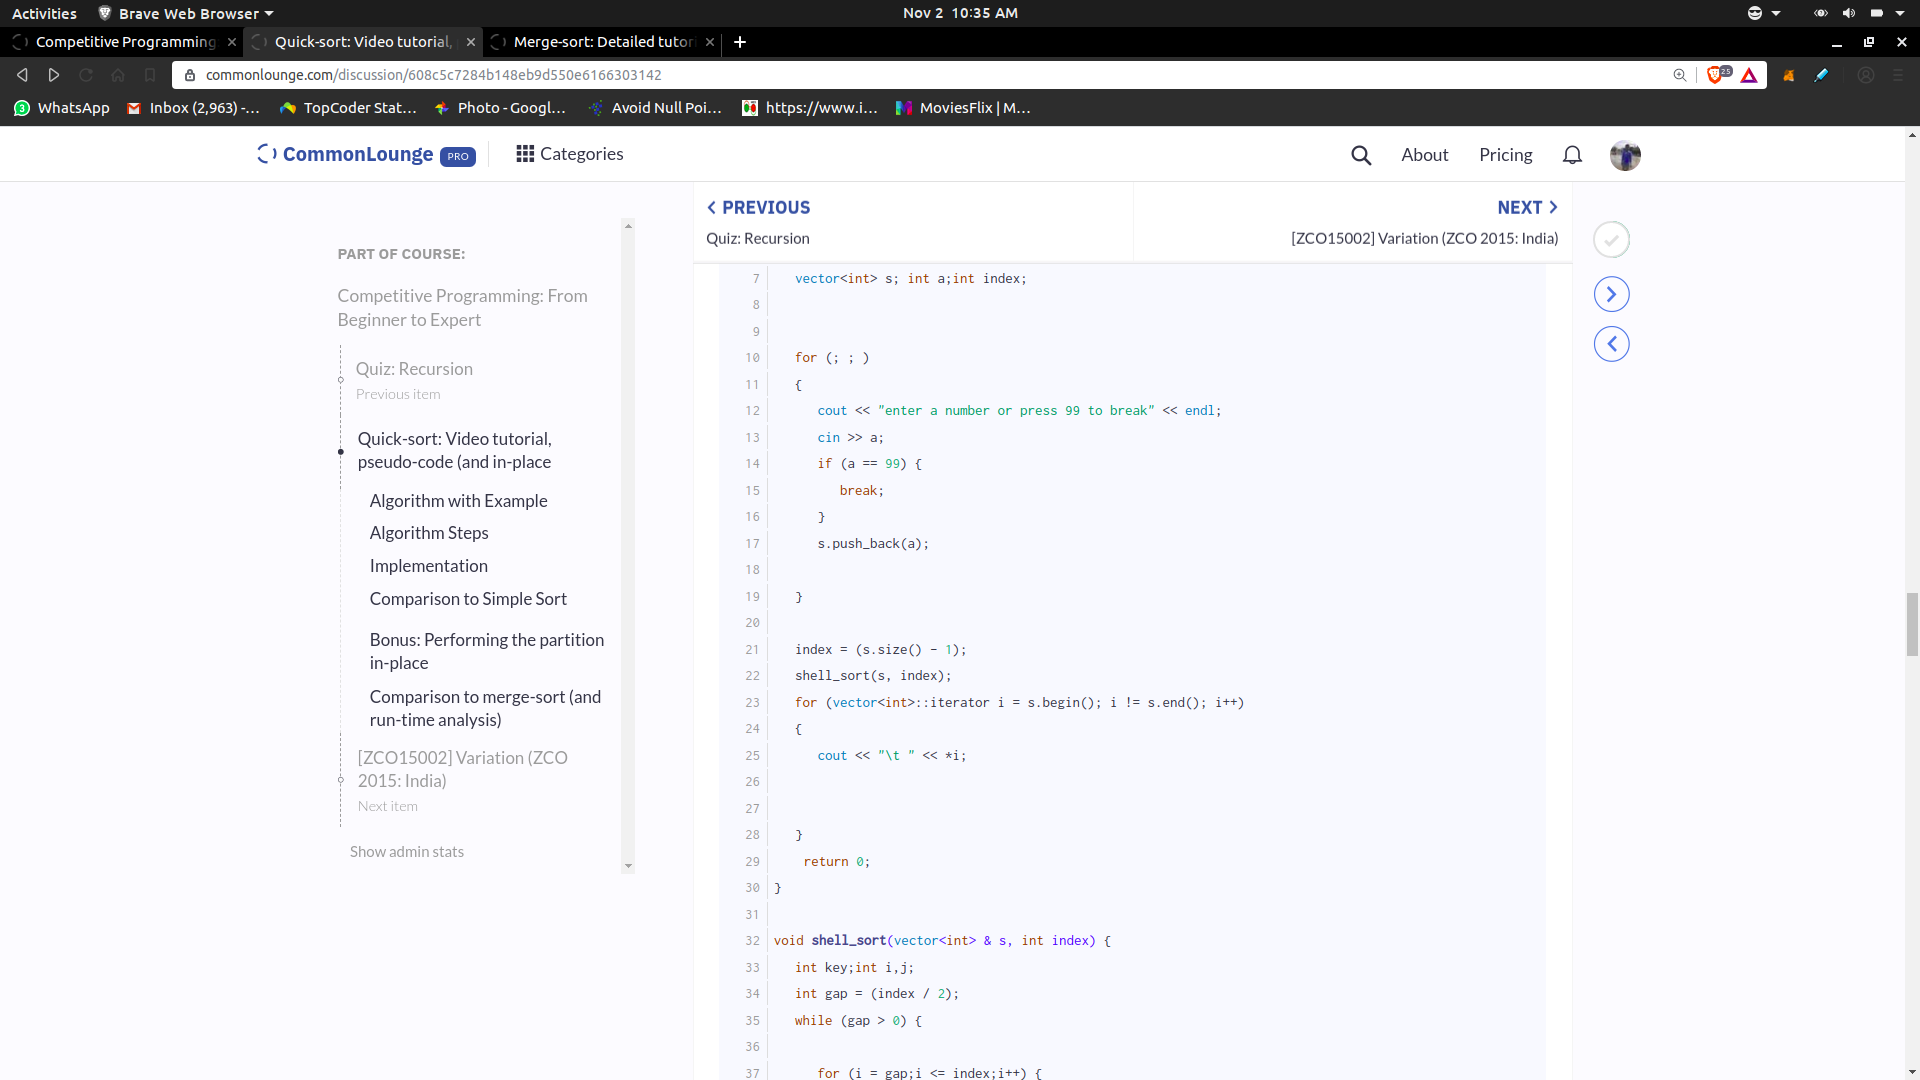 Activities
Brave Web Browser
Nov 2 10:35 AM
Competitive Programming
Quick-sort: Video tutorial,
Merge-sort: Detailed tutor
commonlounge.com/discussion/608c5c7284b148eb9d550e6166303142
25
3 WhatsApp
Inbox (2,963) -...
TopCoder Stat...
Photo - Googl...
Avoid Null Poi...
https://www.i...
MoviesFlix | M...
CommonLounge PRO
Categories
About
Pricing
PREVIOUS
NEXT
Quiz: Recursion
[ZCO15002] Variation (ZCO 2015: India)
PART OF COURSE:
Competitive Programming: From
Beginner to Expert
Quiz: Recursion
Previous item
Quick-sort: Video tutorial,
pseudo-code (and in-place
Algorithm with Example
Algorithm Steps
Implementation
Comparison to Simple Sort
Bonus: Performing the partition
in-place
Comparison to merge-sort (and
run-time analysis)
[ZCO15002] Variation (ZCO
2015: India)
Next item
Show admin stats
7 vector<int> s; int a;int index;
8
9
10 for (; ; )
11 {
12 cout << "enter a number or press 99 to break" << endl;
13 cin >> a;
14 if (a == 99) {
15 break;
16 }
17 s.push_back(a);
18
19 }
20
21 index = (s.size() - 1);
22 shell_sort(s, index);
23 for (vector<int>::iterator i = s.begin(); i != s.end(); i++)
24 {
25 cout << "\t " << *i;
26
27
28 }
29 return 0;
30 }
31
32 void shell_sort(vector<int> & s, int index) {
33 int key;int i,j;
34 int gap = (index / 2);
35 while (gap > 0) {
36
37 for (i = gap;i <= index;i++) {